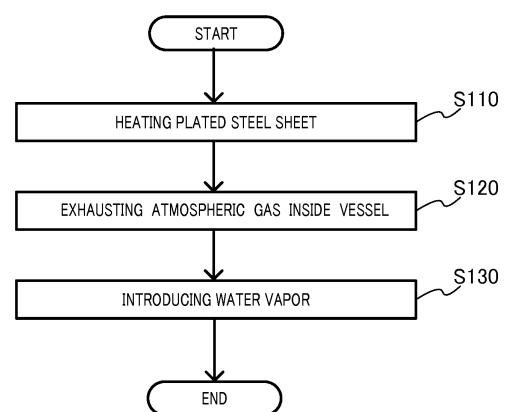 START
HEATING PLATED STEEL SHEET
S110
EXHAUSTING ATMOSPHERIC GAS INSIDE VESSEL
S120
INTRODUCING WATER VAPOR
S130
END